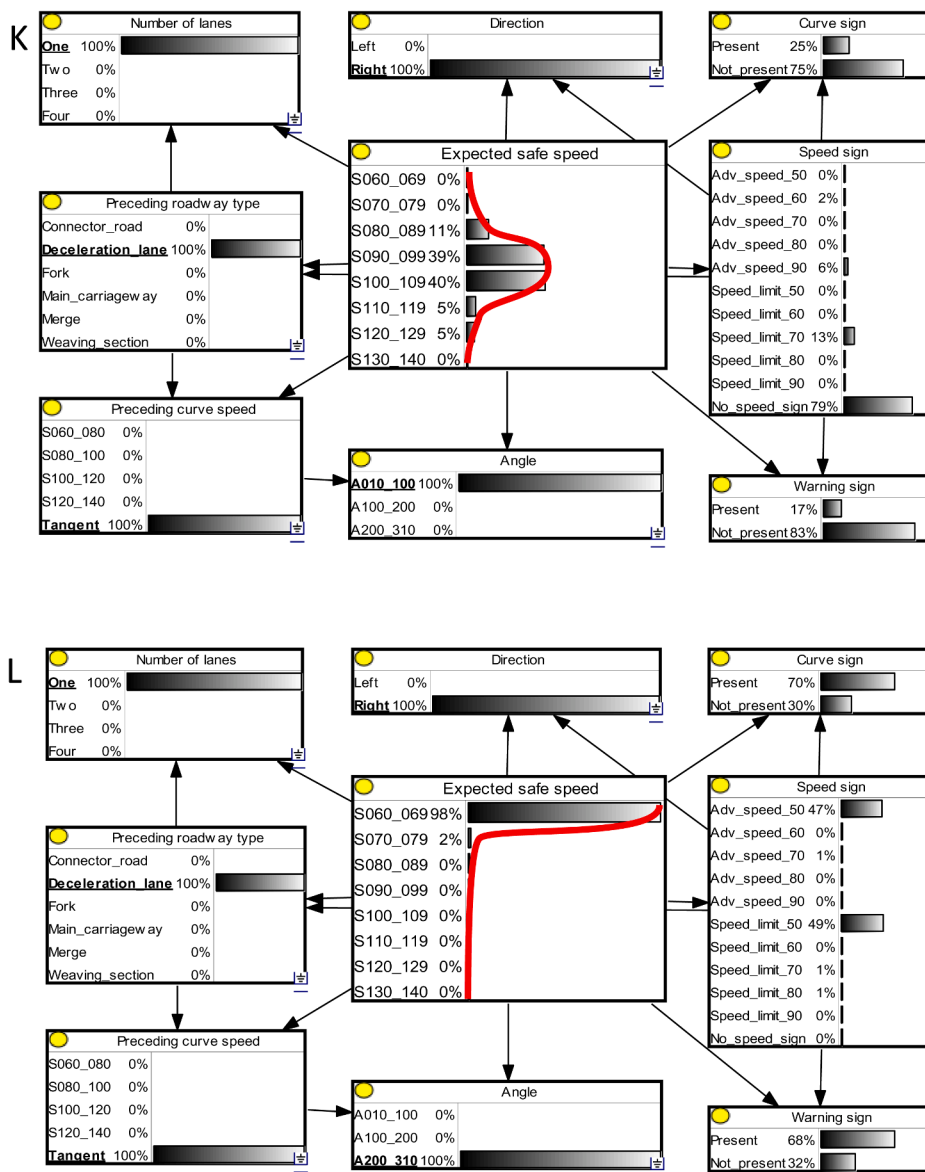 K
Number of lanes
One 100%
Two 0%
Three 0%
Four 0%
Direction
Left 0%
Right 100%
Curve sign
Present 25%
Not_present 75%
Preceding roadway type
Connector_road 0%
Deceleration_lane 100%
Fork 0%
Main_carriageway 0%
Merge 0%
Weaving_section 0%
Expected safe speed
S060_069 0%
S070_079 0%
S080_089 11%
S090_099 39%
S100_109 40%
S110_119 5%
S120_129 5%
S130_140 0%
Speed sign
Adv_speed_50 0%
Adv_speed_60 2%
Adv_speed_70 0%
Adv_speed_80 0%
Adv_speed_90 6%
Speed_limit_50 0%
Speed_limit_60 0%
Speed_limit_70 13%
Speed_limit_80 0%
Speed_limit_90 0%
No_speed_sign 79%
Preceding curve speed
S060_080 0%
S080_100 0%
S100_120 0%
S120_140 0%
Tangent 100%
Angle
A010_100 100%
A100_200 0%
A200_310 0%
Warning sign
Present 17%
Not_present 83%
L
Number of lanes
One 100%
Two 0%
Three 0%
Four 0%
Direction
Left 0%
Right 100%
Curve sign
Present 70%
Not_present 30%
Preceding roadway type
Connector_road 0%
Deceleration_lane 100%
Fork 0%
Main_carriageway 0%
Merge 0%
Weaving_section 0%
Expected safe speed
S060_069 98%
S070_079 2%
S080_089 0%
S090_099 0%
S100_109 0%
S110_119 0%
S120_129 0%
S130_140 0%
Speed sign
Adv_speed_50 47%
Adv_speed_60 0%
Adv_speed_70 1%
Adv_speed_80 0%
Adv_speed_90 0%
Speed_limit_50 49%
Speed_limit_60 0%
Speed_limit_70 1%
Speed_limit_80 1%
Speed_limit_90 0%
No_speed_sign 0%
Preceding curve speed
S060_080 0%
S080_100 0%
S100_120 0%
S120_140 0%
Tangent 100%
Angle
A010_100 0%
A100_200 0%
A200_310 100%
Warning sign
Present 68%
Not_present 32%